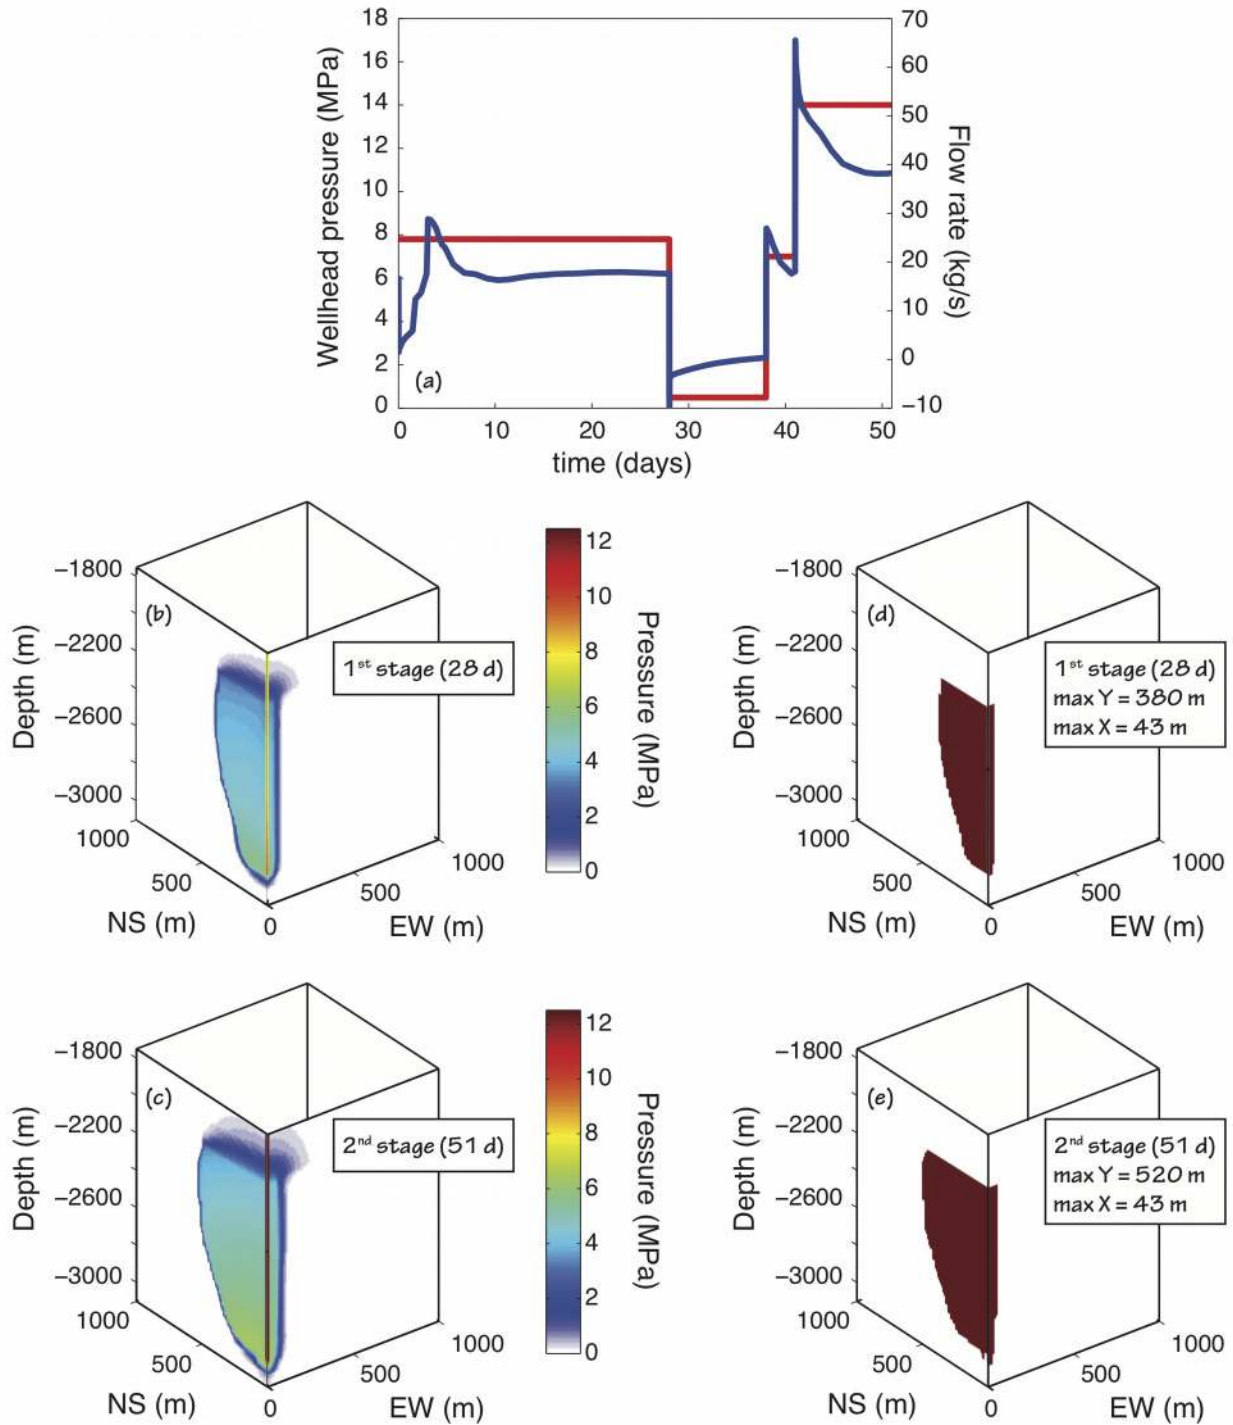 18
16
14
12
10
8
6
4
2
0
Wellhead pressure (MPa)
70
60
50
40
30
20
10
0
−10
Flow rate (kg/s)
(a)
0 10 20 30 40 50
time (days)
−1800
−2200
−2600
−3000
Depth (m)
(b)
1st stage (28 d)
1000
500
0
500
1000
NS (m)
EW (m)
12
10
8
6
4
2
0
Pressure (MPa)
−1800
−2200
−2600
−3000
Depth (m)
(d)
1st stage (28 d)
max Y = 380 m
max X = 43 m
1000
500
0
500
1000
NS (m)
EW (m)
−1800
−2200
−2600
−3000
Depth (m)
(c)
2nd stage (51 d)
1000
500
0
500
1000
NS (m)
EW (m)
12
10
8
6
4
2
0
Pressure (MPa)
−1800
−2200
−2600
−3000
Depth (m)
(e)
2nd stage (51 d)
max Y = 520 m
max X = 43 m
1000
500
0
500
1000
NS (m)
EW (m)